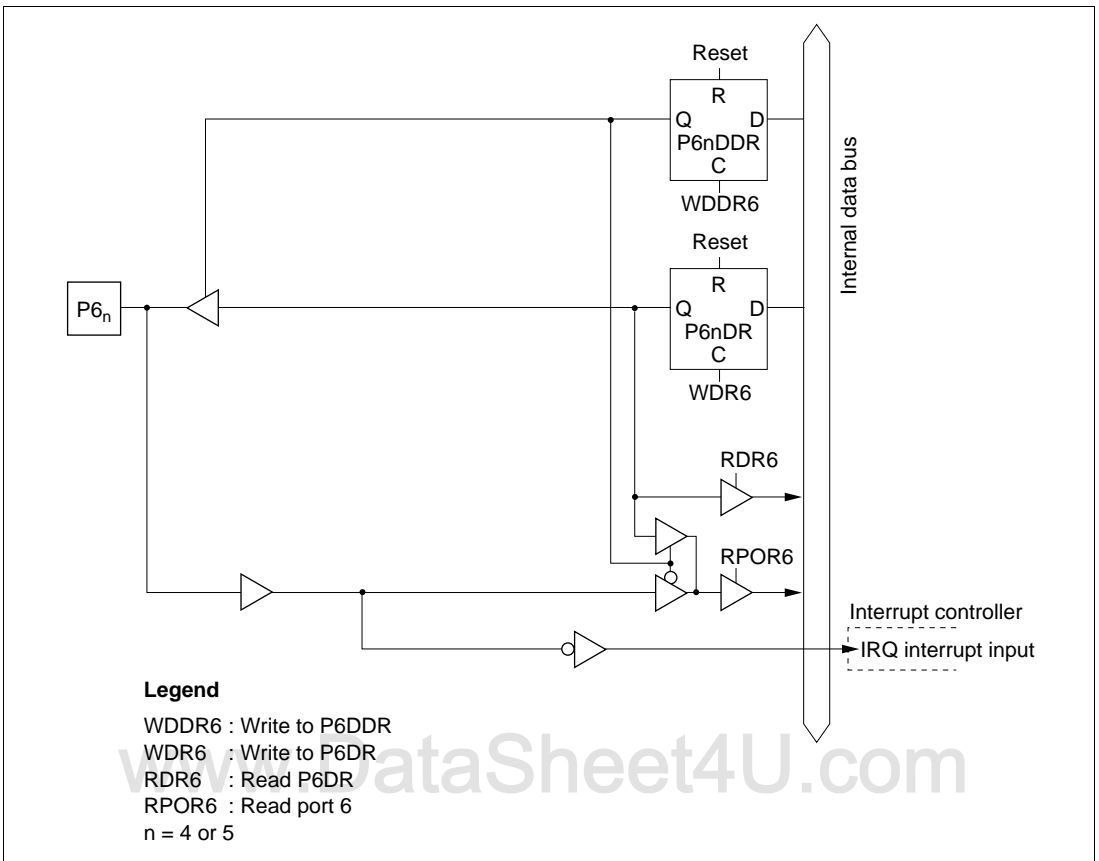 Reset
R
Q D
P6nDDR
C
WDDR6
Internal data bus
Reset
R
Q D
P6nDR
C
WDR6
P6n
RDR6
RPOR6
Interrupt controller
IRQ interrupt input
Legend
WDDR6 : Write to P6DDR
WDR6 : Write to P6DR
RDR6 : Read P6DR
RPOR6 : Read port 6
n = 4 or 5
www.DataSheet4U.com